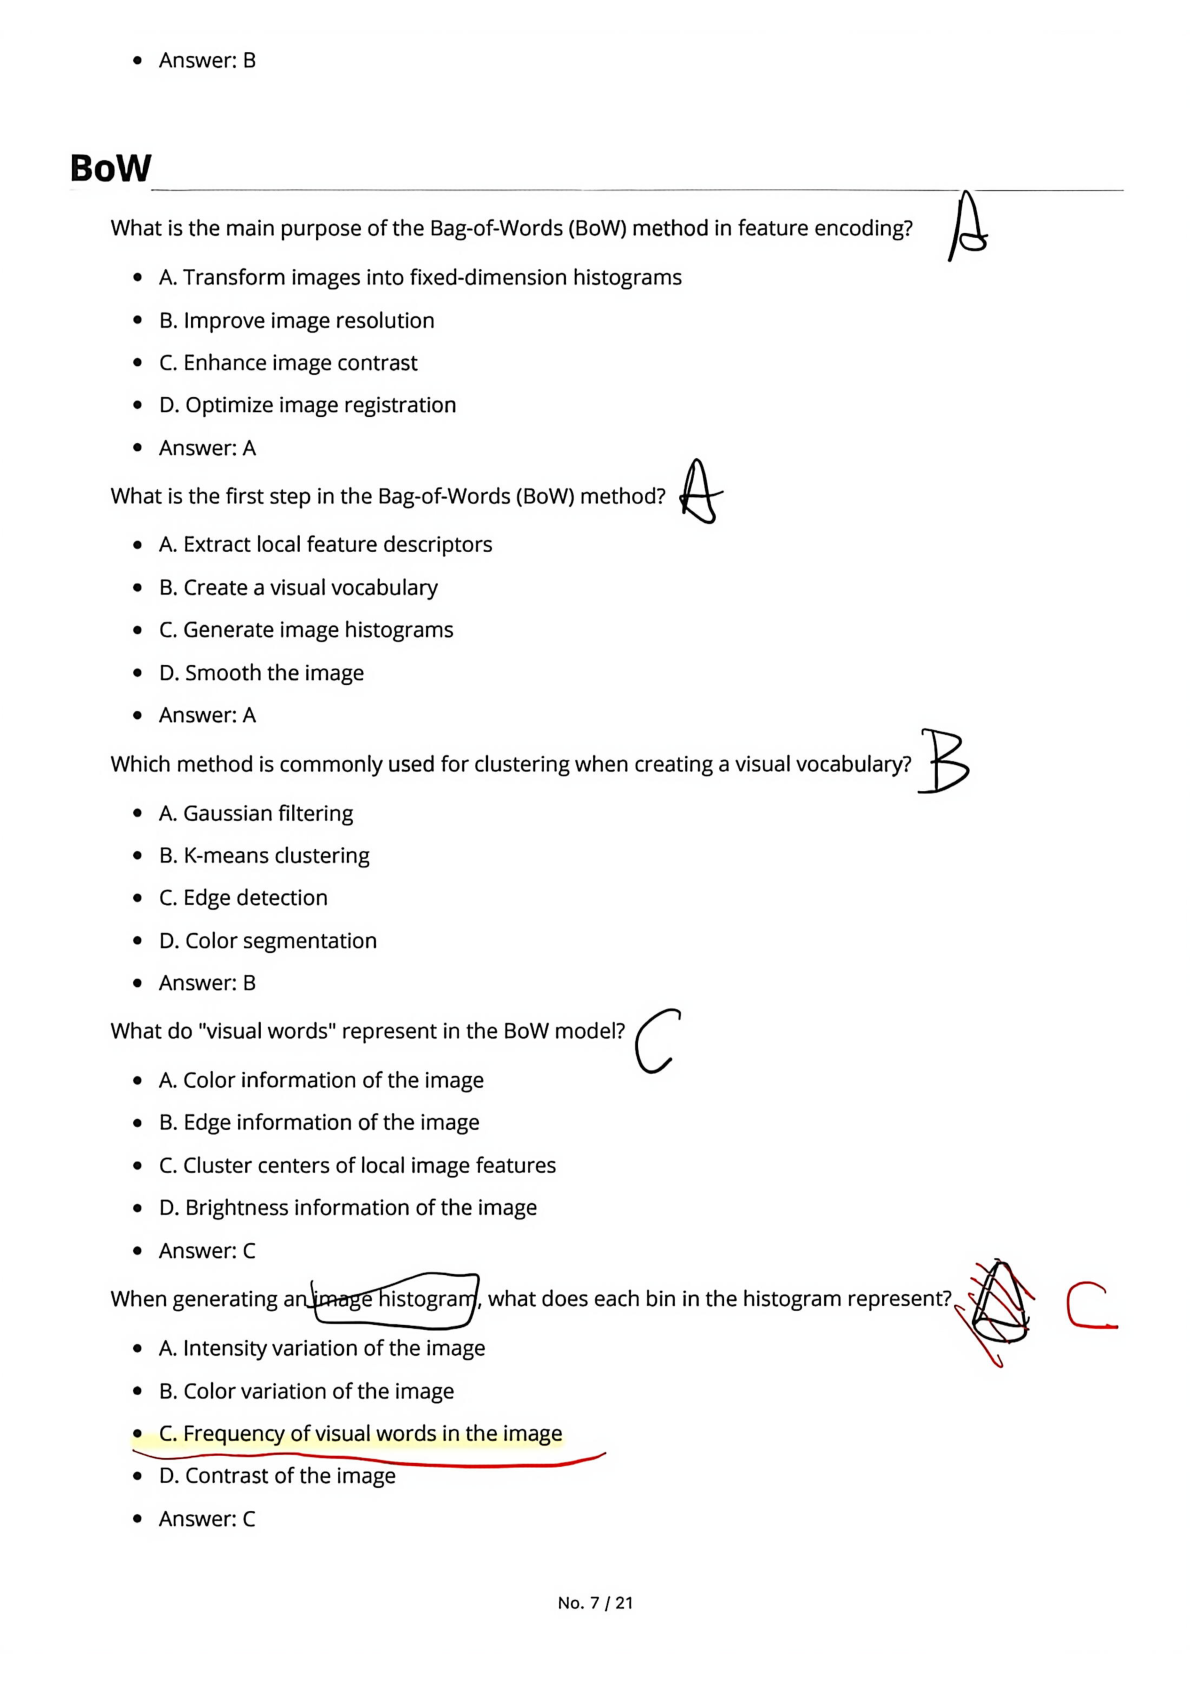 • Answer: B
BoW
What is the main purpose of the Bag-of-Words (BoW) method in feature encoding? A
• A. Transform images into fixed-dimension histograms
• B. Improve image resolution
• C. Enhance image contrast
• D. Optimize image registration
• Answer: A
What is the first step in the Bag-of-Words (BoW) method? A
• A. Extract local feature descriptors
• B. Create a visual vocabulary
• C. Generate image histograms
• D. Smooth the image
• Answer: A
Which method is commonly used for clustering when creating a visual vocabulary? B
• A. Gaussian filtering
• B. K-means clustering
• C. Edge detection
• D. Color segmentation
• Answer: B
What do "visual words" represent in the BoW model? C
• A. Color information of the image
• B. Edge information of the image
• C. Cluster centers of local image features
• D. Brightness information of the image
• Answer: C
When generating an image histogram, what does each bin in the histogram represent? A C
• A. Intensity variation of the image
• B. Color variation of the image
• C. Frequency of visual words in the image
• D. Contrast of the image
• Answer: C
No. 7 / 21